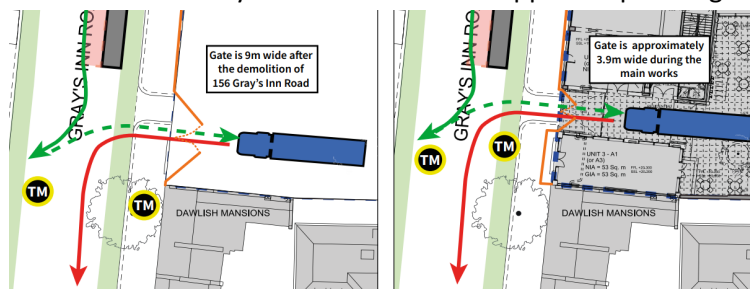 GRAY'S INN RO
Gate is 9m wide after
the demolition of
156 Gray's Inn Road
TM
TM
DAWLISH MANSIONS
GRAY'S INN RO
Gate is approximately
3.9m wide during the
main works
TM
TM
UNIT 3 - A1
(or A3)
NIA = 53 Sq. m
GIA = 53 Sq. m
DAWLISH MANSIONS